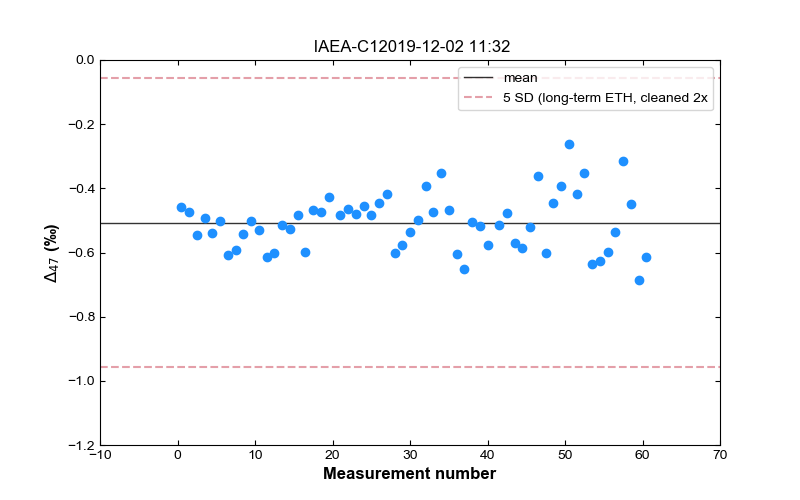 IAEA-C12019-12-02 11:32
mean
5 SD (long-term ETH, cleaned 2x
Δ47 (‰)
0.0
−0.2
−0.4
−0.6
−0.8
−1.0
−1.2
−10 0 10 20 30 40 50 60 70
Measurement number